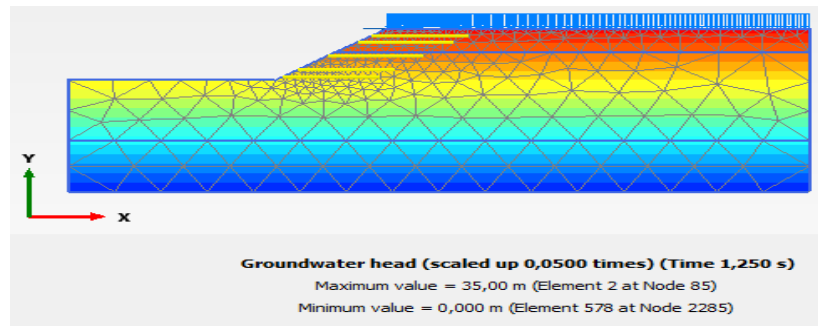 Y
X
Groundwater head (scaled up 0,0500 times) (Time 1,250 s)
Maximum value = 35,00 m (Element 2 at Node 85)
Minimum value = 0,000 m (Element 578 at Node 2285)